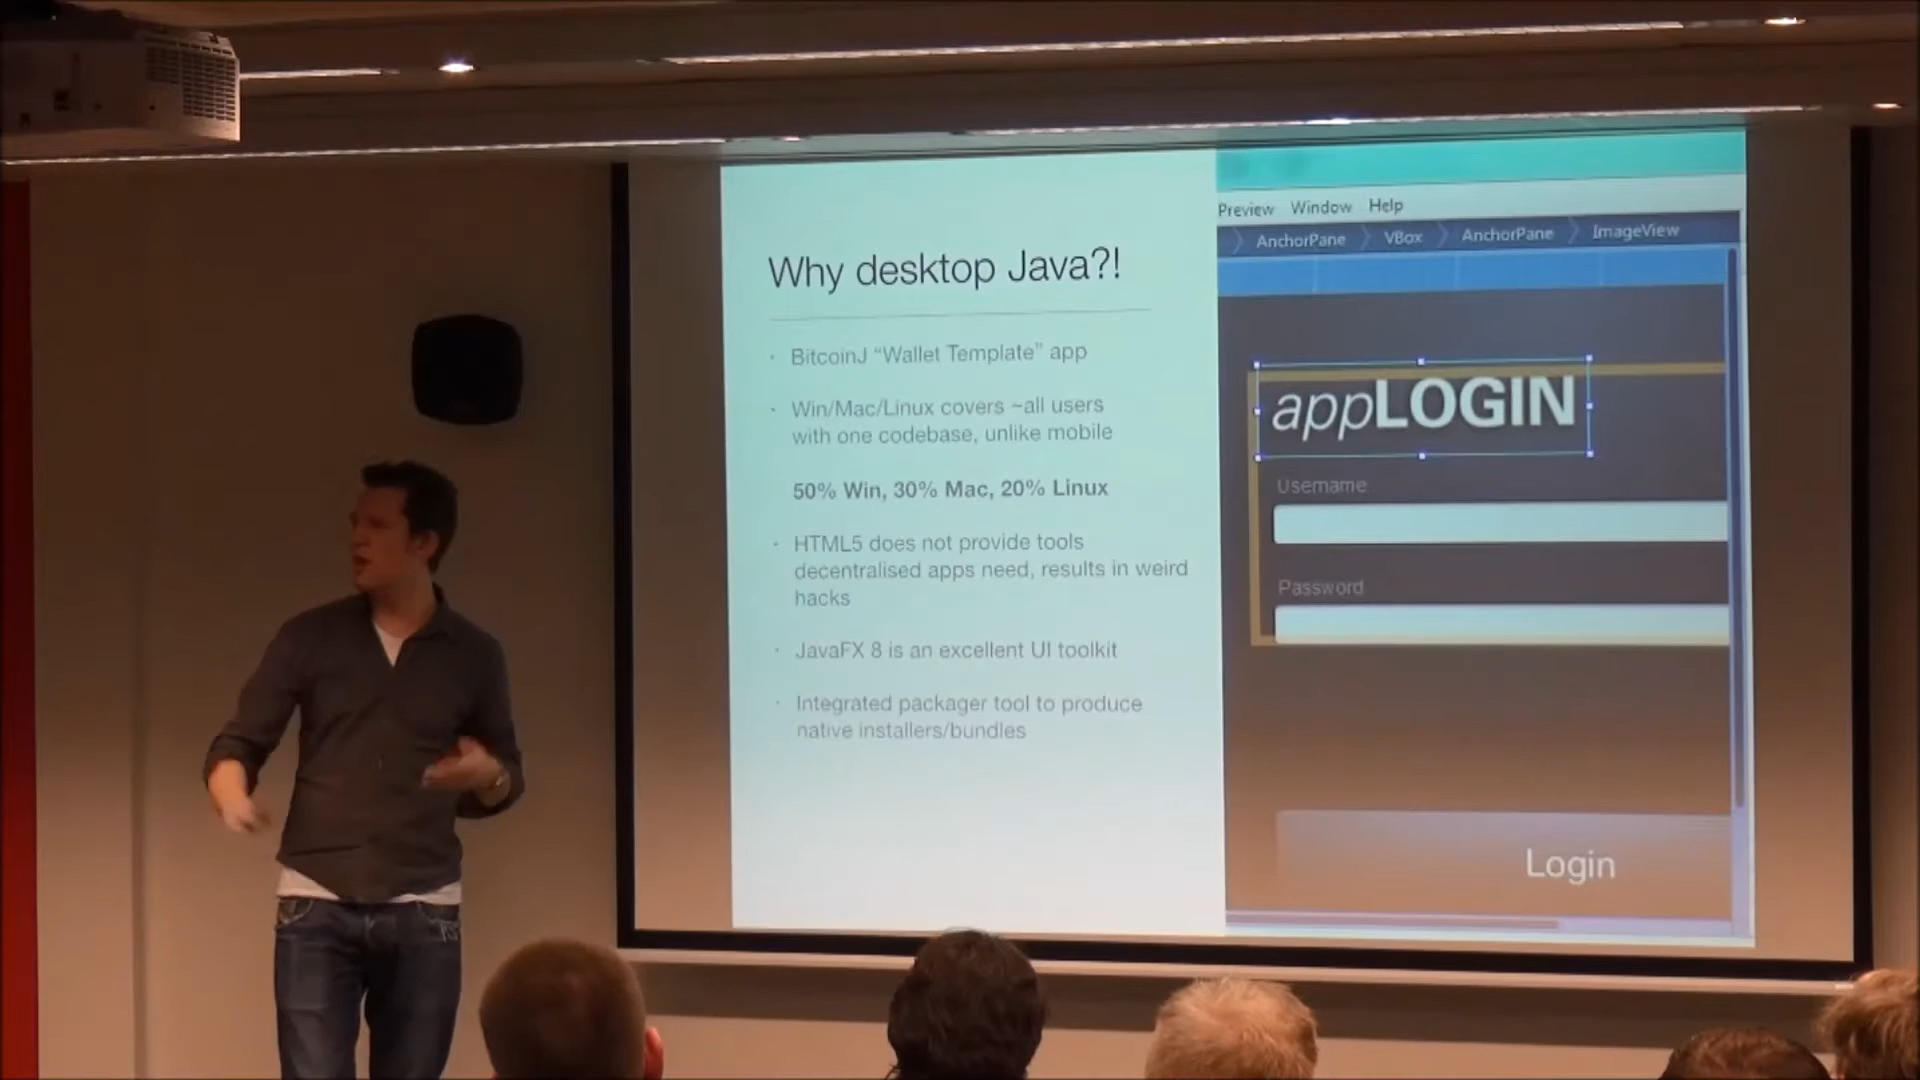 Why desktop Java?!
· BitcoinJ “Wallet Template” app
· Win/Mac/Linux covers ~all users
with one codebase, unlike mobile
50% Win, 30% Mac, 20% Linux
· HTML5 does not provide tools
decentralised apps need, results in weird
hacks
· JavaFX 8 is an excellent UI toolkit
· Integrated packager tool to produce
native installers/bundles
Preview Window Help
AnchorPane VBox AnchorPane ImageView
appLOGIN
Username
Password
Login